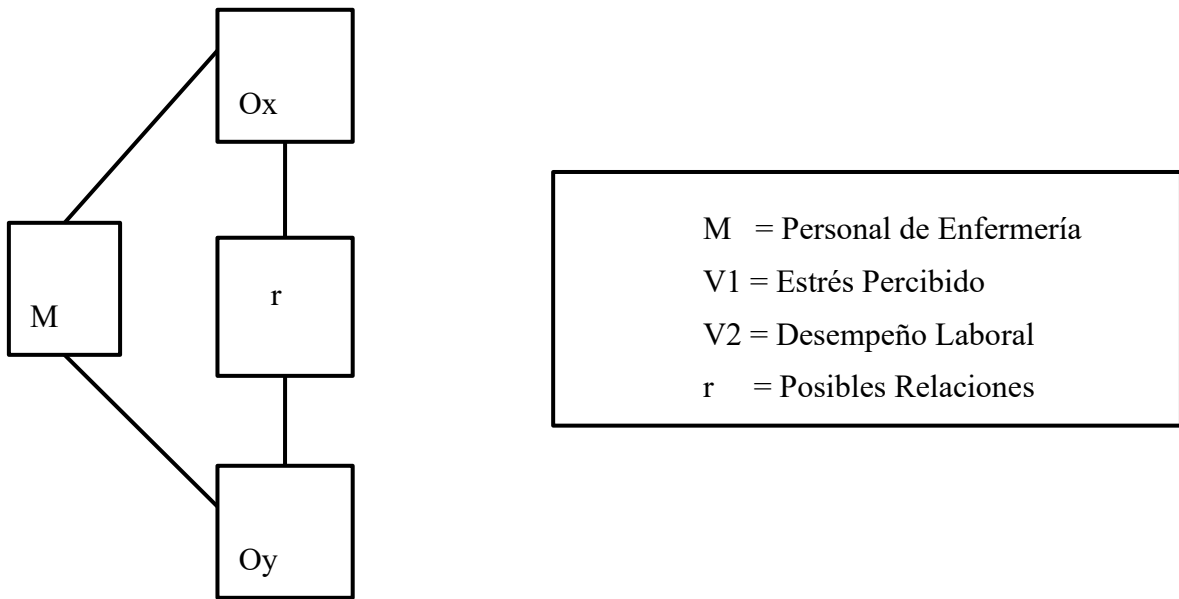 Ox
M
r
Oy
M = Personal de Enfermería
V1 = Estrés Percibido
V2 = Desempeño Laboral
r = Posibles Relaciones